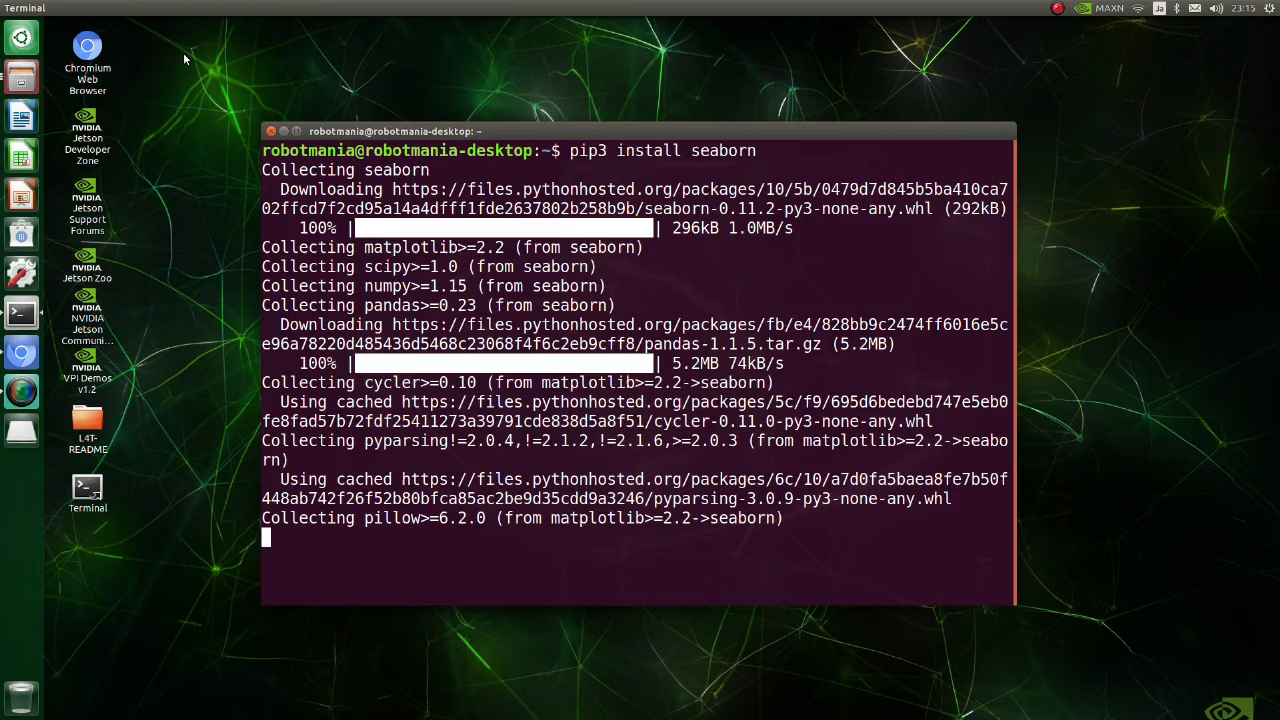 Terminal
MAXN
Ja
23:15
Chromium
Web
Browser
NVIDIA
Jetson
Developer
Zone
NVIDIA
Jetson
Support
Forums
NVIDIA
Jetson Zoo
NVIDIA
NVIDIA
Jetson
Communi...
NVIDIA
VPI Demos
v1.2
L4T-
README
Terminal
robotmania@robotmania-desktop: ~
robotmania@robotmania-desktop:~$ pip3 install seaborn
Collecting seaborn
  Downloading https://files.pythonhosted.org/packages/10/5b/0479d7d845b5ba410ca7
02ffcd7f2cd95a14a4dfff1fde2637802b258b9b/seaborn-0.11.2-py3-none-any.whl (292kB)
    100% || 296kB 1.0MB/s
Collecting matplotlib>=2.2 (from seaborn)
Collecting scipy>=1.0 (from seaborn)
Collecting numpy>=1.15 (from seaborn)
Collecting pandas>=0.23 (from seaborn)
  Downloading https://files.pythonhosted.org/packages/fb/e4/828bb9c2474ff6016e5c
e96a78220d485436d5468c23068f4f6c2eb9cff8/pandas-1.1.5.tar.gz (5.2MB)
    100% || 5.2MB 74kB/s
Collecting cycler>=0.10 (from matplotlib>=2.2->seaborn)
  Using cached https://files.pythonhosted.org/packages/5c/f9/695d6bedebd747e5eb0
fe8fad57b72fdf25411273a39791cde838d5a8f51/cycler-0.11.0-py3-none-any.whl
Collecting pyparsing!=2.0.4,!=2.1.2,!=2.1.6,>=2.0.3 (from matplotlib>=2.2->seabo
rn)
  Using cached https://files.pythonhosted.org/packages/6c/10/a7d0fa5baea8fe7b50f
448ab742f26f52b80bfca85ac2be9d35cdd9a3246/pyparsing-3.0.9-py3-none-any.whl
Collecting pillow>=6.2.0 (from matplotlib>=2.2->seaborn)